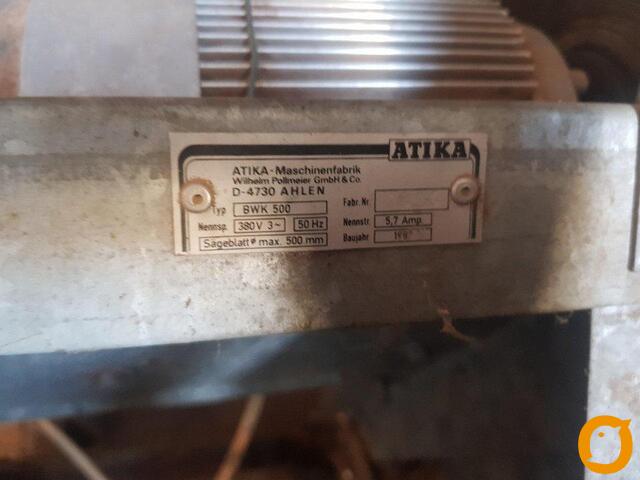 ATIKA
ATIKA-Maschinenfabrik
Wilhelm Pollmeier GmbH & Co.
D-4730 AHLEN
Typ BWK 500
Fabr. Nr
Nennsp. 380V 3~ 50 Hz
Nennstr. 5,7 Amp.
Sägeblatt ø max. 500 mm
Baujahr